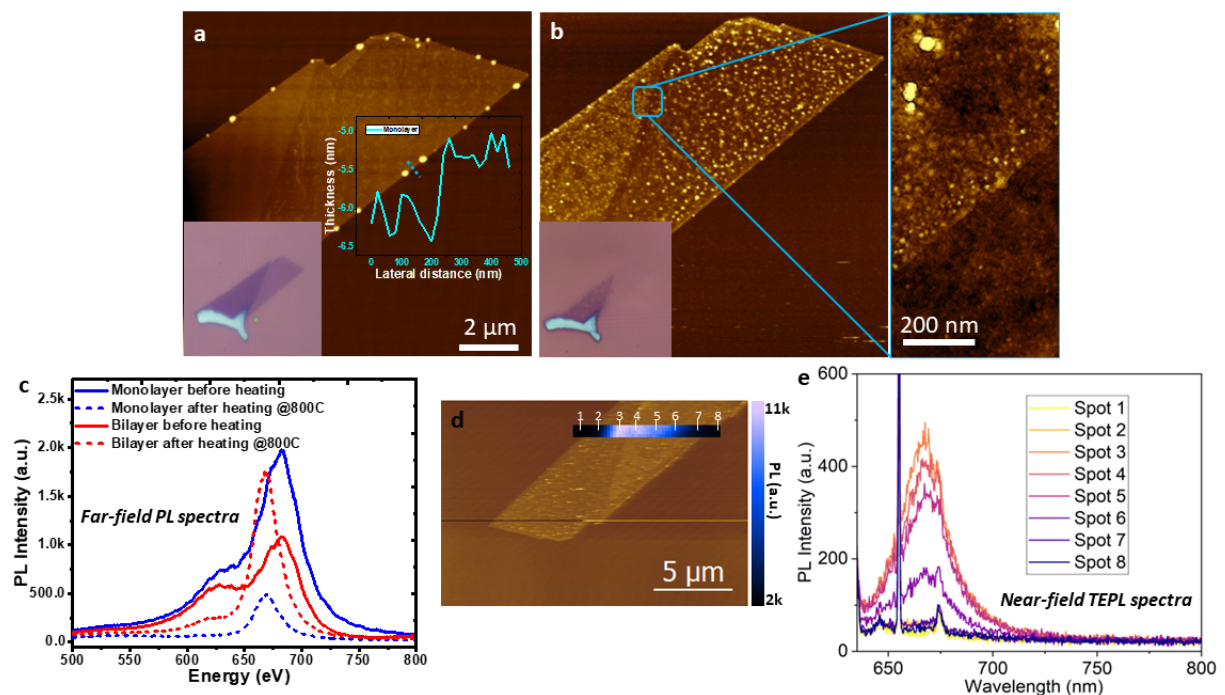 a
Monolayer
Thickness (nm)
-5.0
-5.5
-6.0
-6.5
0 100 200 300 400 500
Lateral distance (nm)
2 μm
b
200 nm
c
Monolayer before heating
Monolayer after heating @800C
Bilayer before heating
Bilayer after heating @800C
Far-field PL spectra
PL Intensity (a.u.)
2.5k
2.0k
1.5k
1.0k
500.0
0.0
500 550 600 650 700 750 800
Energy (eV)
d
1 2 3 4 5 6 7 8
5 μm
11k
PL (a.u.)
2k
e
PL Intensity (a.u.)
600
400
200
0
Spot 1
Spot 2
Spot 3
Spot 4
Spot 5
Spot 6
Spot 7
Spot 8
Near-field TEPL spectra
650 700 750 800
Wavelength (nm)